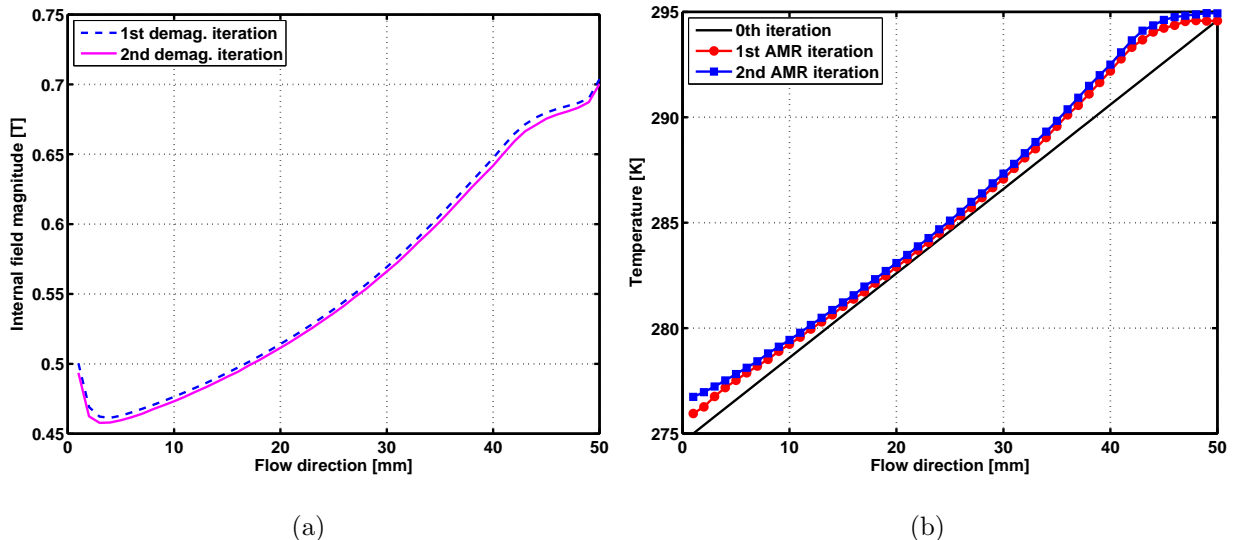 0.75
0.7
0.65
0.6
0.55
0.5
0.45
0
10
20
30
40
50
Internal field magnitude [T]
Flow direction [mm]
1st demag. iteration
2nd demag. iteration
(a)
295
290
285
280
275
0
10
20
30
40
50
Temperature [K]
Flow direction [mm]
0th iteration
1st AMR iteration
2nd AMR iteration
(b)